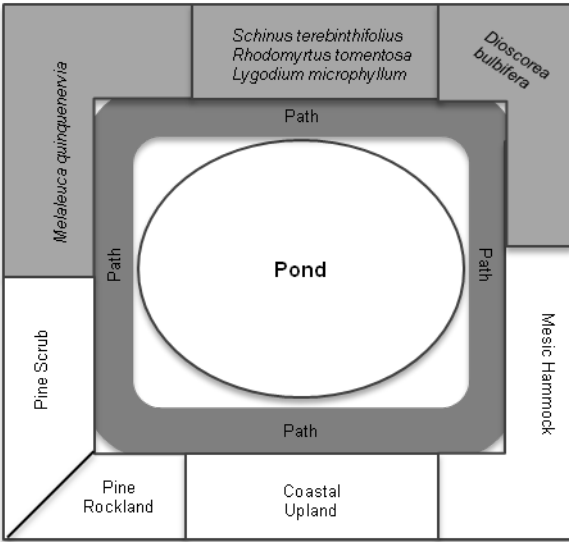 Schinus terebinthifolius
Rhodomyrtus tomentosa
Lygodium microphyllum
Dioscorea
bulbifera
Melaleuca quinquenervia
Path
Path
Pond
Path
Pine Scrub
Mesic Hammock
Path
Pine
Rockland
Coastal
Upland